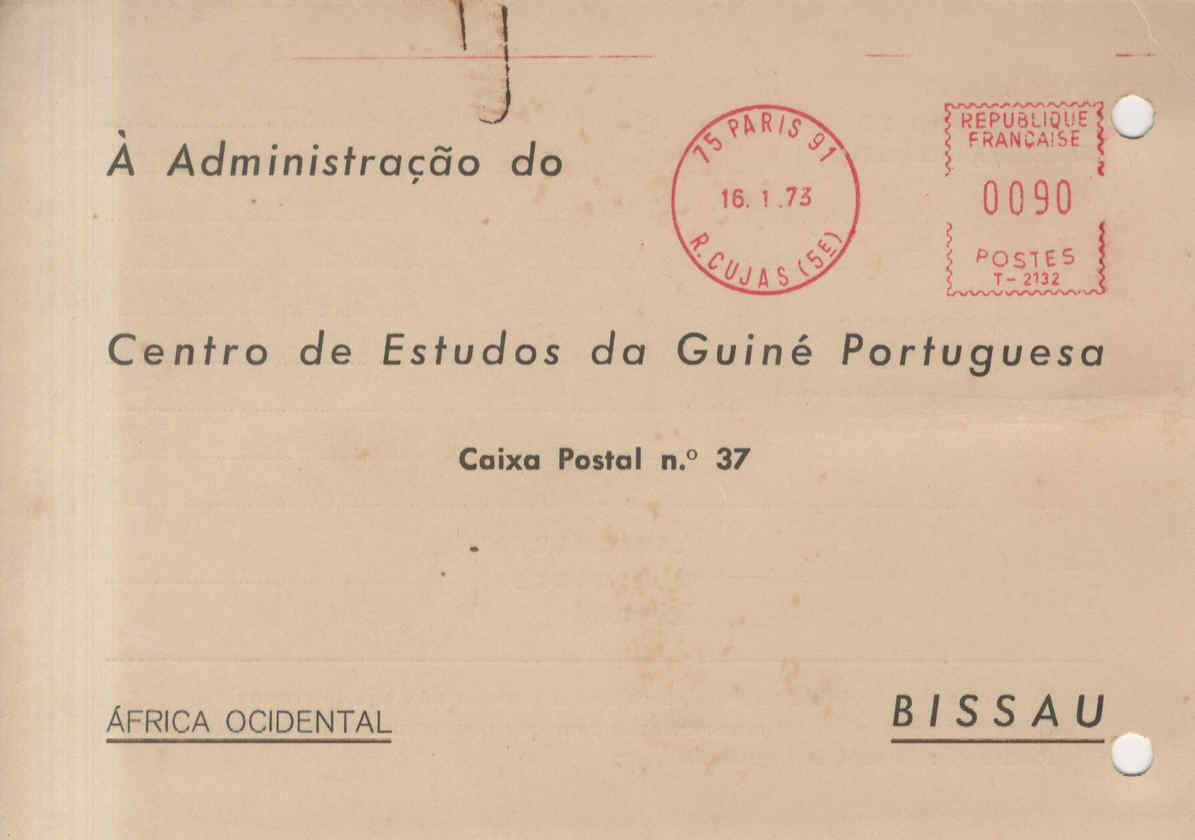 À Administração do
75 PARIS 91
16. 1 .73
R. CUJAS (5E)
REPUBLIQUE
FRANÇAISE
0090
POSTES
T- 2132
Centro de Estudos da Guiné Portuguesa
Caixa Postal n.º 37
ÁFRICA OCIDENTAL
BISSAU